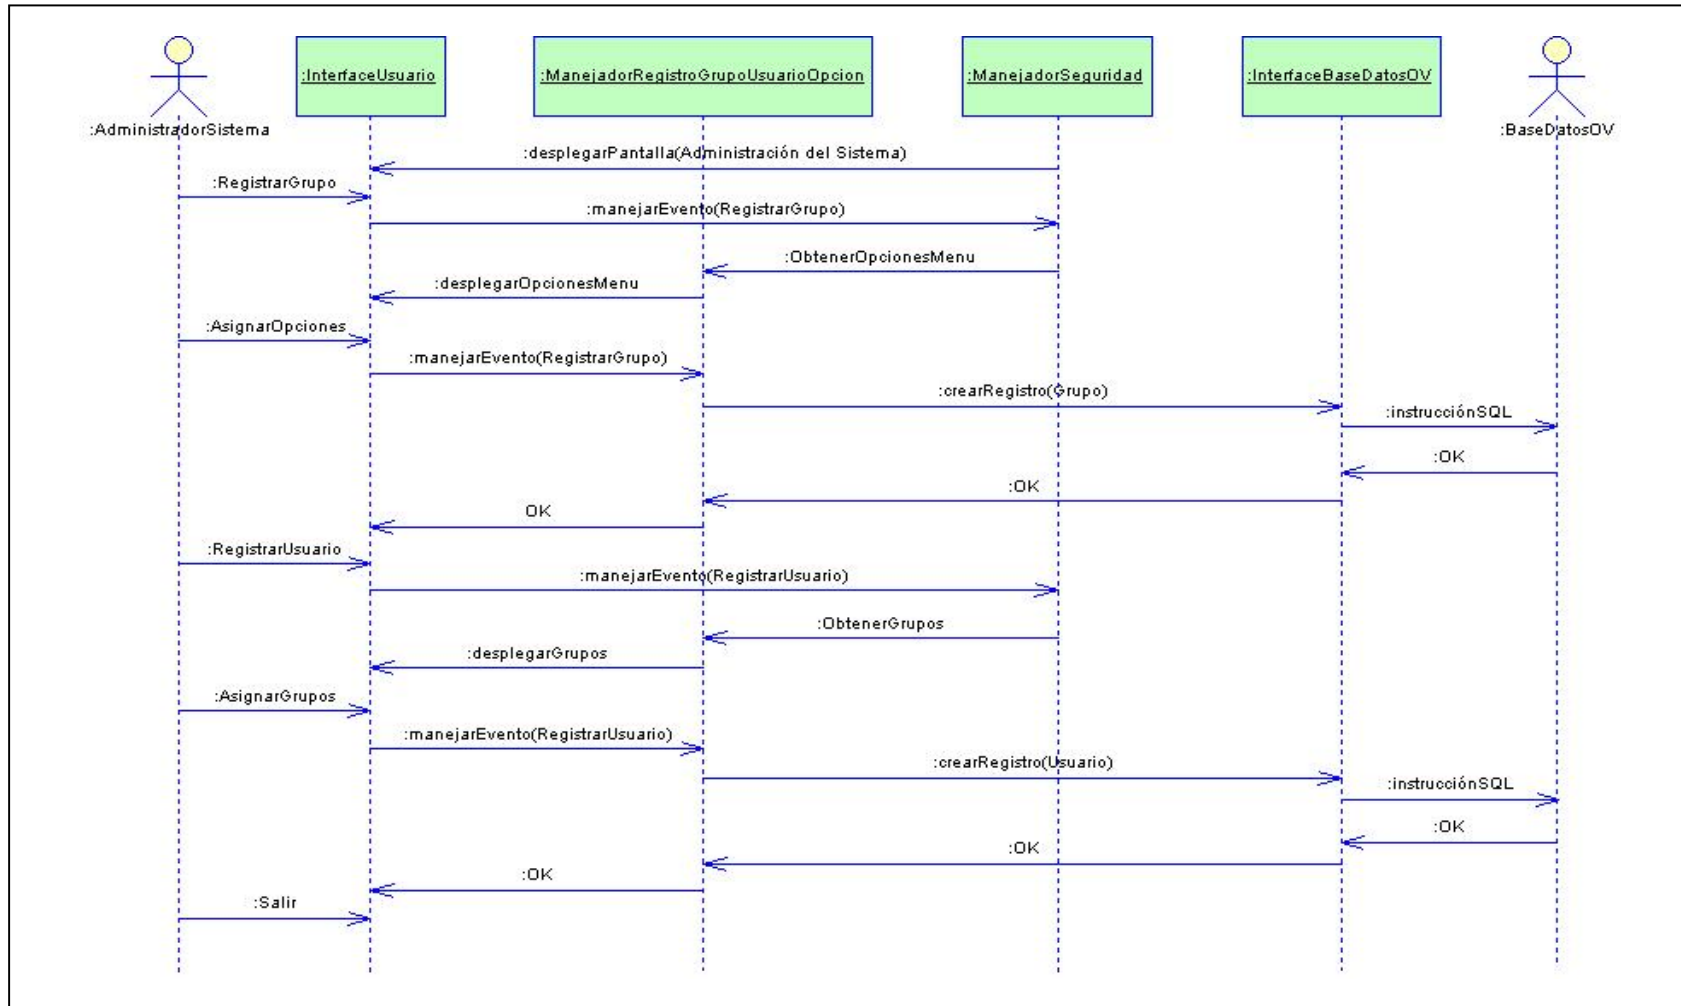 :InterfaceUsuario
:ManejadorRegistroGrupoUsuarioOpcion
:ManejadorSeguridad
:InterfaceBaseDatosOV
:AdministradorSistema
:BaseDatosOV
:desplegarPantalla(Administración del Sistema)
:RegistrarGrupo
:manejarEvento(RegistrarGrupo)
:ObtenerOpcionesMenu
:desplegarOpcionesMenu
:AsignarOpciones
:manejarEvento(RegistrarGrupo)
:crearRegistro(Grupo)
:instrucciónSQL
:OK
:OK
OK
:RegistrarUsuario
:manejarEvento(RegistrarUsuario)
:ObtenerGrupos
:desplegarGrupos
:AsignarGrupos
:manejarEvento(RegistrarUsuario)
:crearRegistro(Usuario)
:instrucciónSQL
:OK
:OK
:OK
:Salir